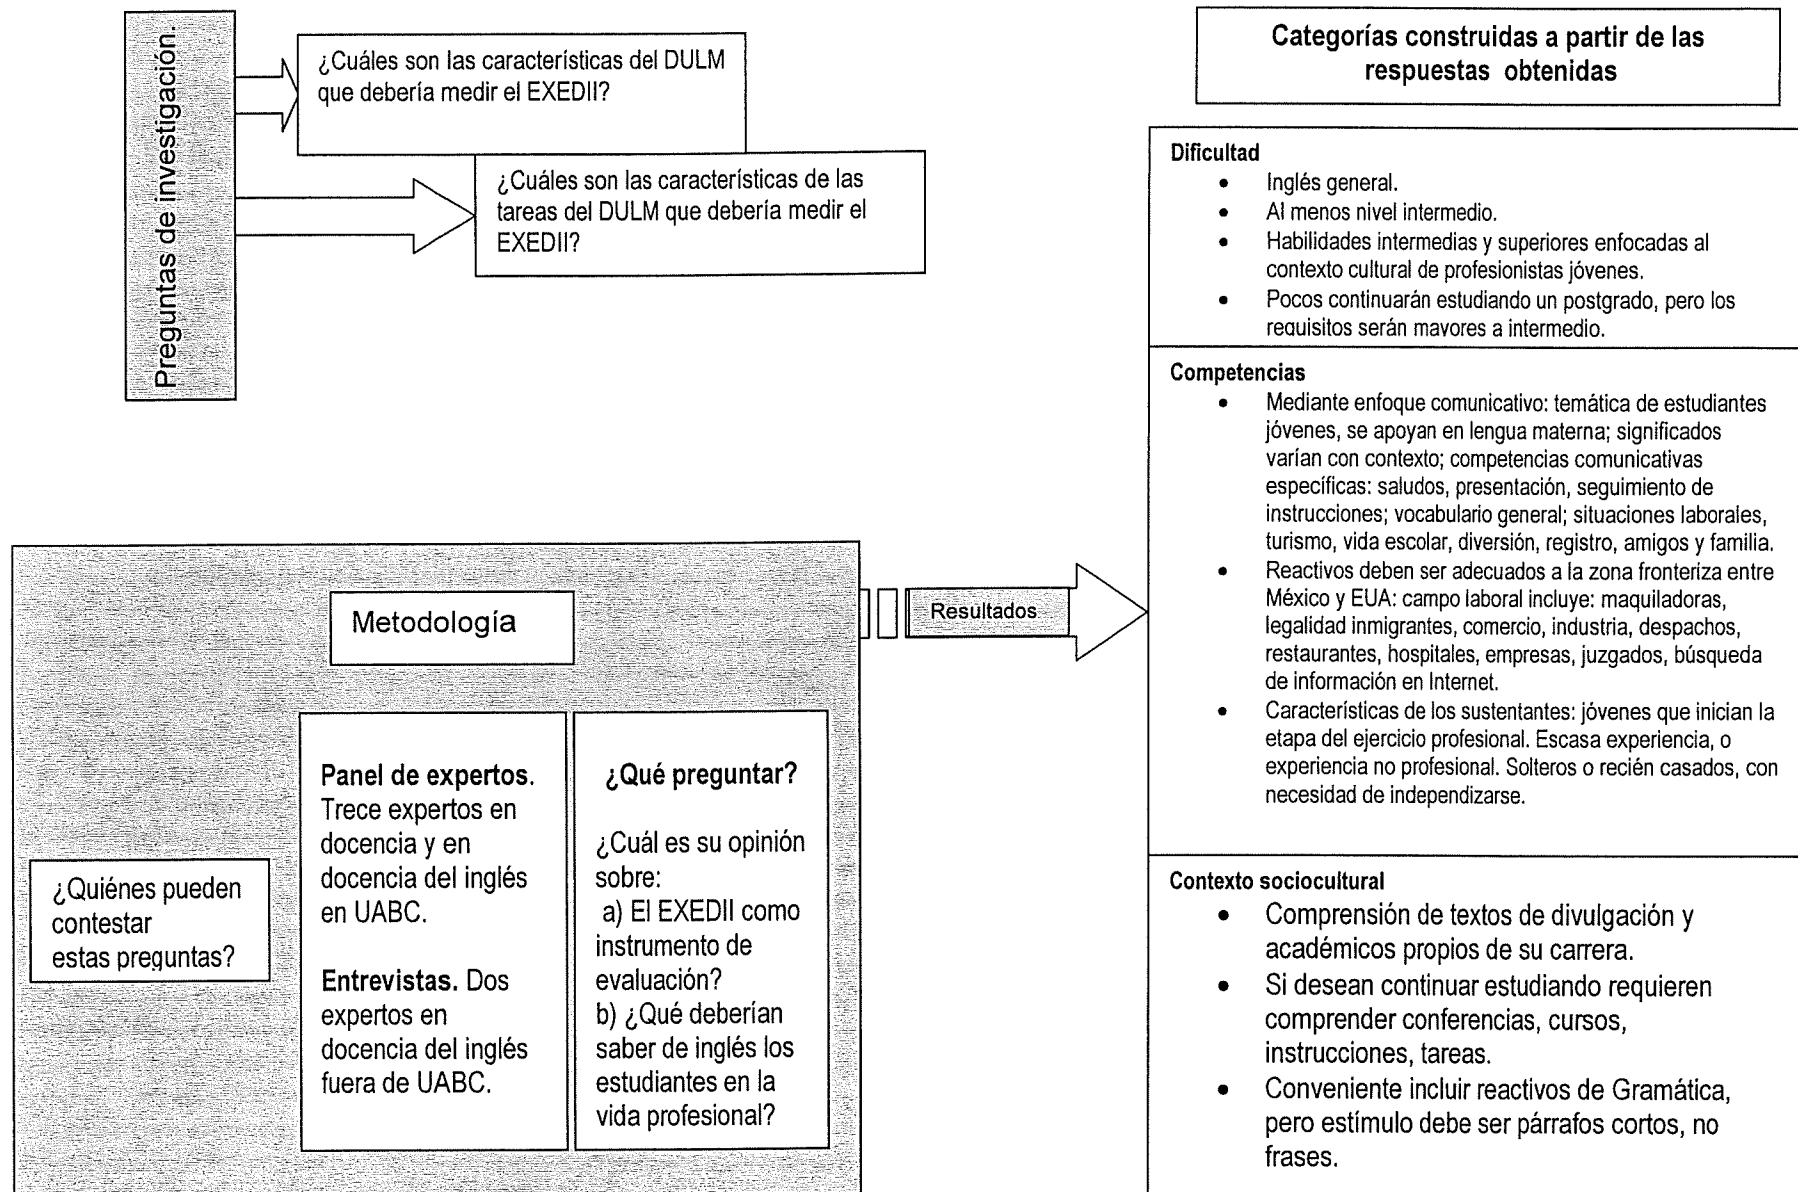 Preguntas de investigación.
¿Cuáles son las características del DULM
que debería medir el EXEDII?
¿Cuáles son las características de las
tareas del DULM que debería medir el
EXEDII?
Metodología
¿Quiénes pueden
contestar
estas preguntas?
Panel de expertos.
Trece expertos en
docencia y en
docencia del inglés
en UABC.
Entrevistas. Dos
expertos en
docencia del inglés
fuera de UABC.
¿Qué preguntar?
¿Cuál es su opinión
sobre:
a) El EXEDII como
instrumento de
evaluación?
b) ¿Qué deberían
saber de inglés los
estudiantes en la
vida profesional?
Resultados
Categorías construidas a partir de las
respuestas obtenidas
Dificultad
• Inglés general.
• Al menos nivel intermedio.
• Habilidades intermedias y superiores enfocadas al
contexto cultural de profesionistas jóvenes.
• Pocos continuarán estudiando un postgrado, pero los
requisitos serán mayores a intermedio.
Competencias
• Mediante enfoque comunicativo: temática de estudiantes
jóvenes, se apoyan en lengua materna; significados
varían con contexto; competencias comunicativas
específicas: saludos, presentación, seguimiento de
instrucciones; vocabulario general; situaciones laborales,
turismo, vida escolar, diversión, registro, amigos y familia.
• Reactivos deben ser adecuados a la zona fronteriza entre
México y EUA: campo laboral incluye: maquiladoras,
legalidad inmigrantes, comercio, industria, despachos,
restaurantes, hospitales, empresas, juzgados, búsqueda
de información en Internet.
• Características de los sustentantes: jóvenes que inician la
etapa del ejercicio profesional. Escasa experiencia, o
experiencia no profesional. Solteros o recién casados, con
necesidad de independizarse.
Contexto sociocultural
• Comprensión de textos de divulgación y
académicos propios de su carrera.
• Si desean continuar estudiando requieren
comprender conferencias, cursos,
instrucciones, tareas.
• Conveniente incluir reactivos de Gramática,
pero estímulo debe ser párrafos cortos, no
frases.